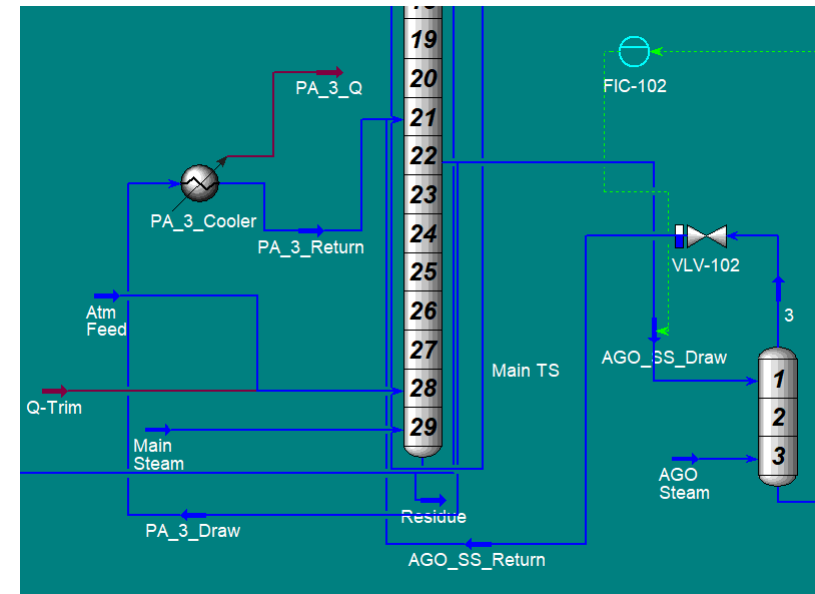 19
20
21
22
23
24
25
26
27
28
29
PA_3_Q
PA_3_Cooler
PA_3_Return
Atm
Feed
Q-Trim
Main
Steam
PA_3_Draw
Residue
AGO_SS_Return
Main TS
FIC-102
VLV-102
3
AGO_SS_Draw
1
2
3
AGO
Steam